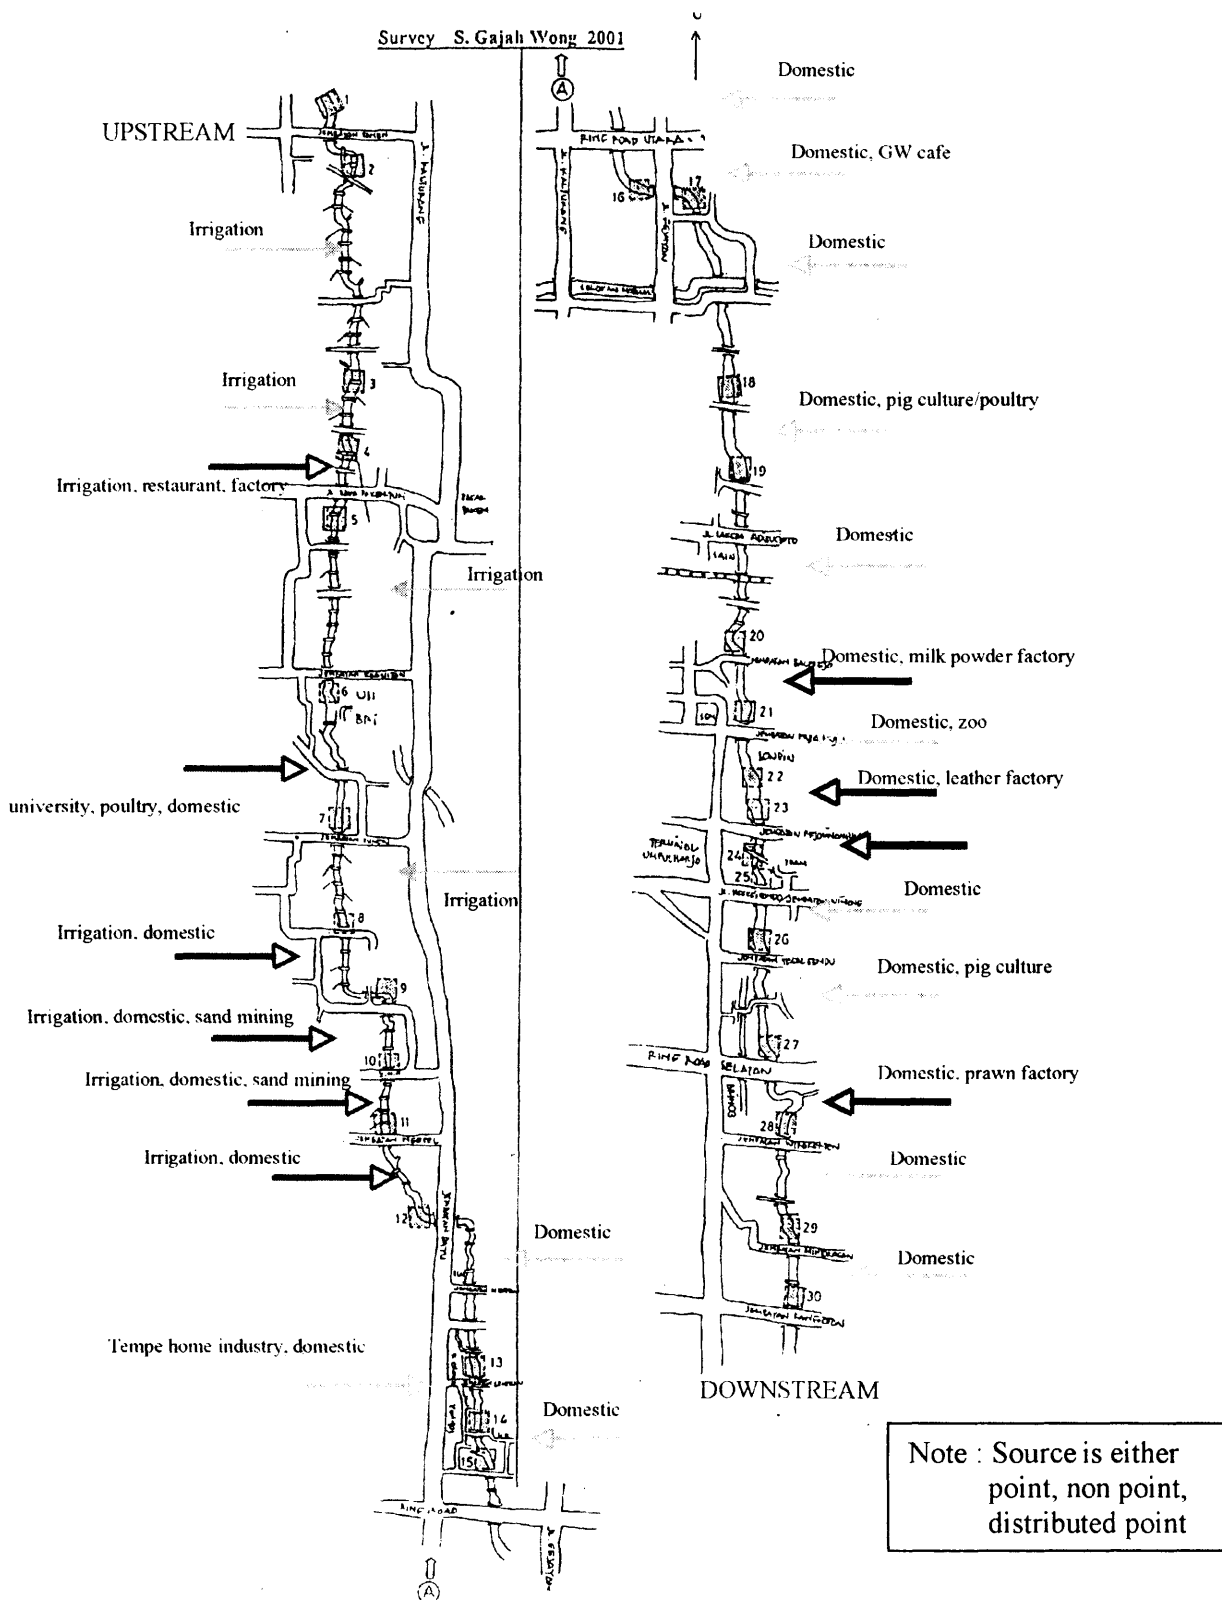 Survey S. Gajah Wong 2001
A
Domestic
UPSTREAM
1
JL. KALIURANG
2
RING ROAD UTARA
JL. KALIURANG
16
17
Domestic, GW cafe
Irrigation
Domestic
3
Irrigation
18
Domestic, pig culture/poultry
4
19
Irrigation, restaurant, factory
5
Irrigation
Domestic
20
Domestic, milk powder factory
6
UII
21
Domestic, zoo
22
Domestic, leather factory
23
university, poultry, domestic
7
24
25
Irrigation
Domestic
8
Irrigation, domestic
26
Domestic, pig culture
9
Irrigation, domestic, sand mining
10
27
RING ROAD SELATAN
Irrigation, domestic, sand mining
Domestic, prawn factory
11
28
Irrigation, domestic
Domestic
12
29
Domestic
Domestic
30
Tempe home industry, domestic
13
DOWNSTREAM
14
Domestic
15
RING ROAD
A
Note : Source is either
point, non point,
distributed point